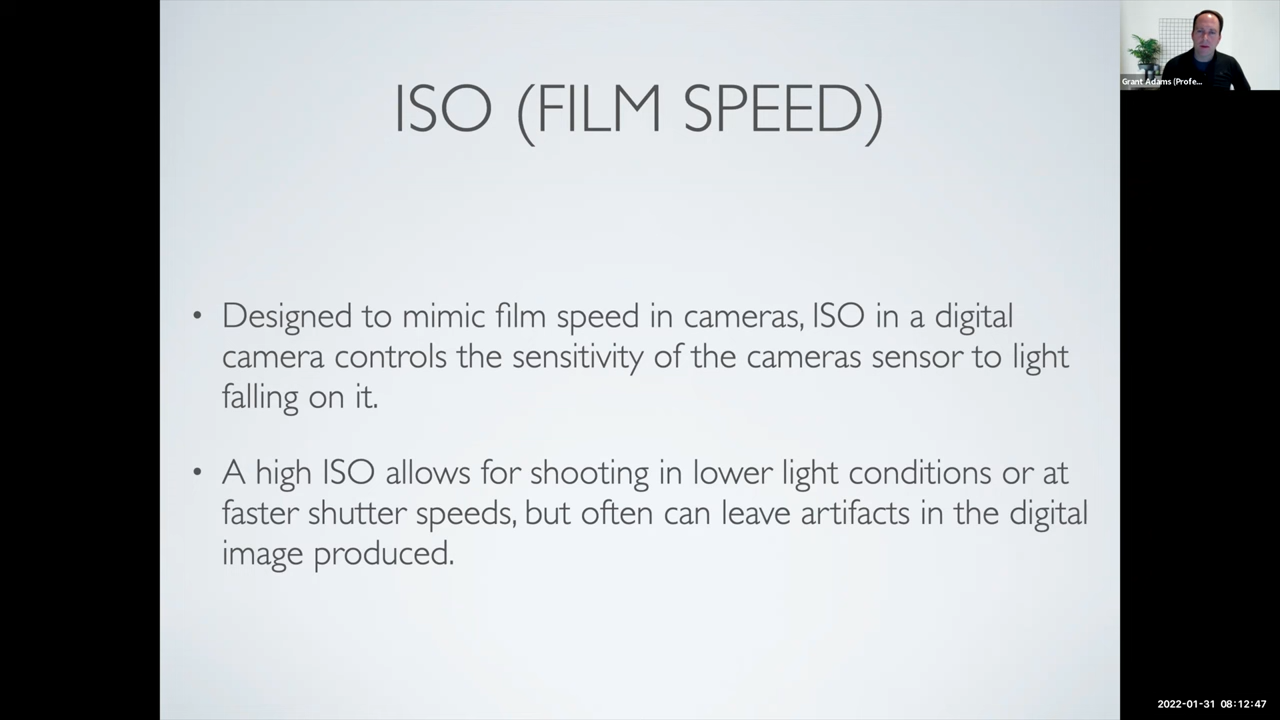 ISO (FILM SPEED)
• Designed to mimic film speed in cameras, ISO in a digital
camera controls the sensitivity of the cameras sensor to light
falling on it.
• A high ISO allows for shooting in lower light conditions or at
faster shutter speeds, but often can leave artifacts in the digital
image produced.
Grant Adams (Profe...
2022-01-31 08:12:47